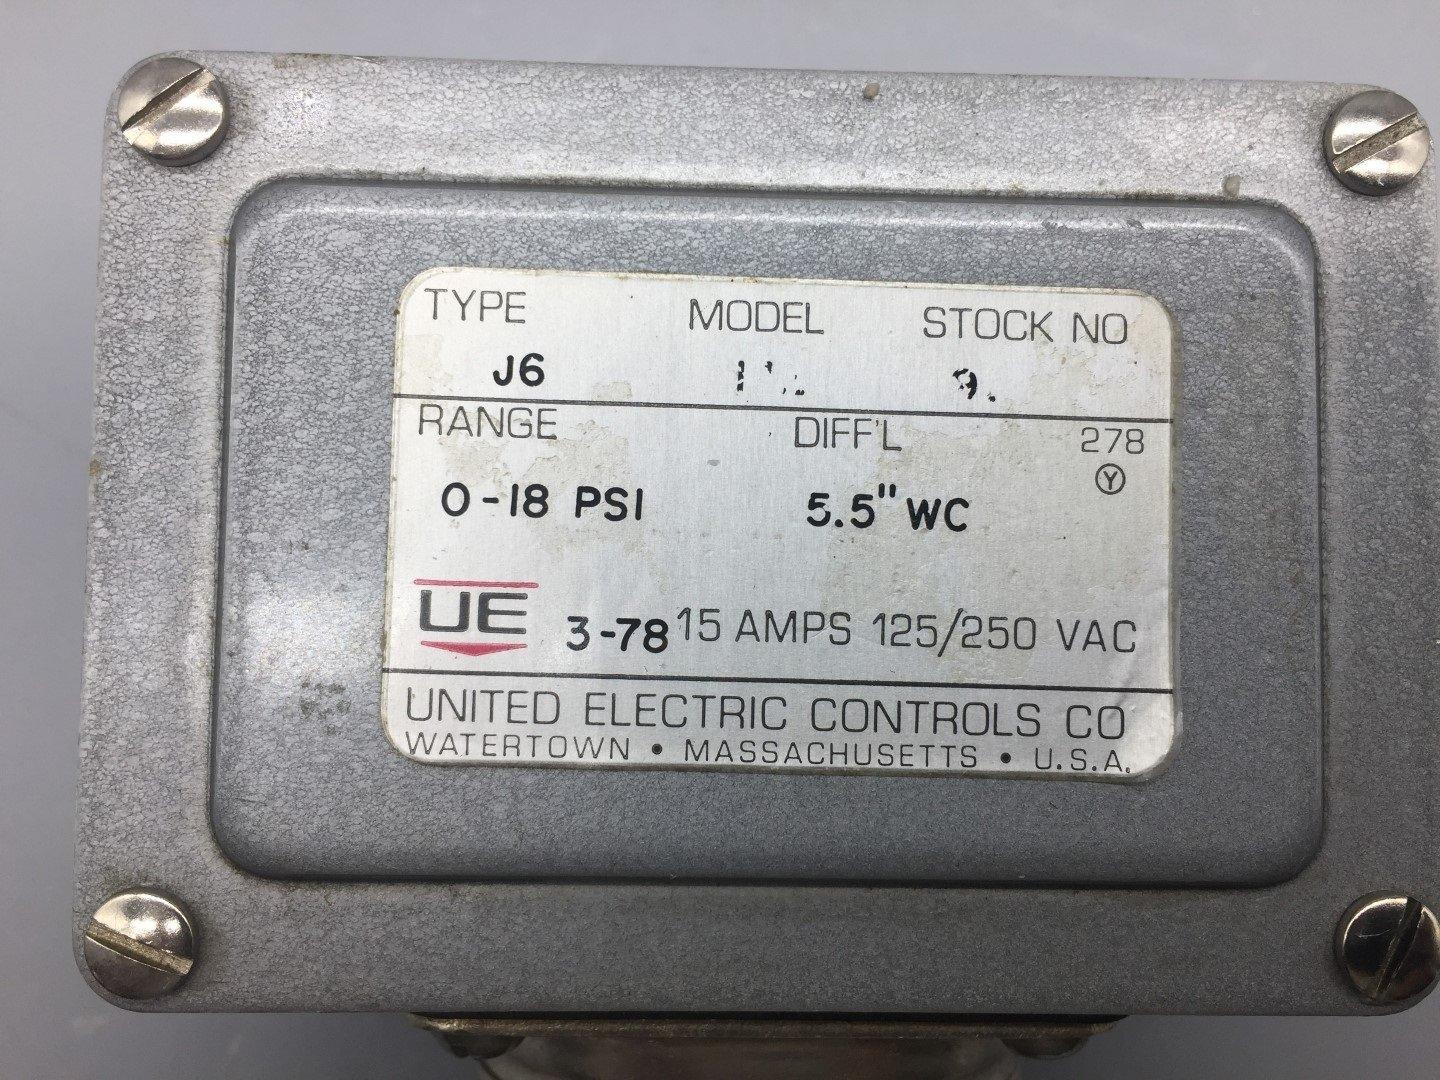 TYPE MODEL STOCK NO
J6
RANGE DIFF'L 278
Y
0-18 PSI 5.5" WC
UE 3-78 15 AMPS 125/250 VAC
UNITED ELECTRIC CONTROLS CO
WATERTOWN • MASSACHUSETTS • U.S.A.